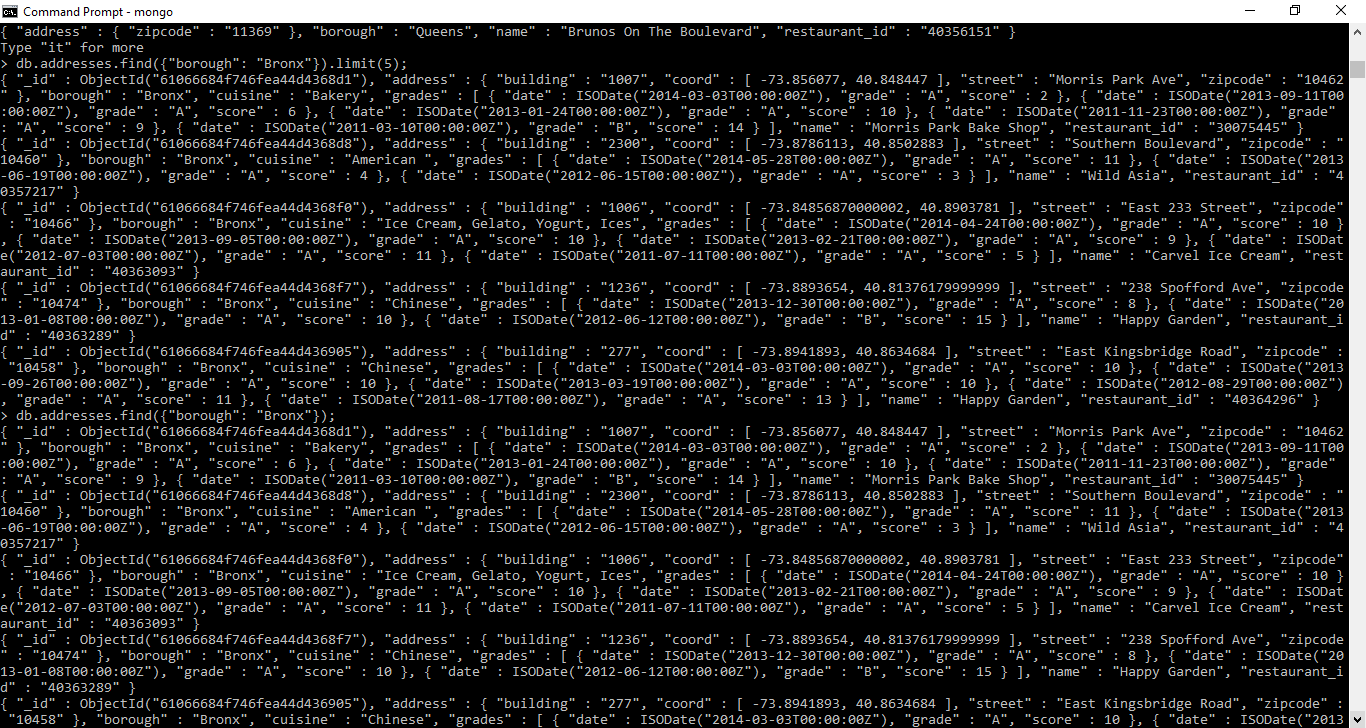 Command Prompt - mongo
{ "address" : { "zipcode" : "11369" }, "borough" : "Queens", "name" : "Brunos On The Boulevard", "restaurant_id" : "40356151" }
Type "it" for more
> db.addresses.find({"borough": "Bronx"}).limit(5);
{ "_id" : ObjectId("61066684f746fea44d4368d1"), "address" : { "building" : "1007", "coord" : [ -73.856077, 40.848447 ], "street" : "Morris Park Ave", "zipcode" : "10462
" }, "borough" : "Bronx", "cuisine" : "Bakery", "grades" : [ { "date" : ISODate("2014-03-03T00:00:00Z"), "grade" : "A", "score" : 2 }, { "date" : ISODate("2013-09-11T00
:00:00Z"), "grade" : "A", "score" : 6 }, { "date" : ISODate("2013-01-24T00:00:00Z"), "grade" : "A", "score" : 10 }, { "date" : ISODate("2011-11-23T00:00:00Z"), "grade"
: "A", "score" : 9 }, { "date" : ISODate("2011-03-10T00:00:00Z"), "grade" : "B", "score" : 14 } ], "name" : "Morris Park Bake Shop", "restaurant_id" : "30075445" }
{ "_id" : ObjectId("61066684f746fea44d4368d8"), "address" : { "building" : "2300", "coord" : [ -73.8786113, 40.8502883 ], "street" : "Southern Boulevard", "zipcode" : "
10460" }, "borough" : "Bronx", "cuisine" : "American ", "grades" : [ { "date" : ISODate("2014-05-28T00:00:00Z"), "grade" : "A", "score" : 11 }, { "date" : ISODate("2013
-06-19T00:00:00Z"), "grade" : "A", "score" : 4 }, { "date" : ISODate("2012-06-15T00:00:00Z"), "grade" : "A", "score" : 3 } ], "name" : "Wild Asia", "restaurant_id" : "4
0357217" }
{ "_id" : ObjectId("61066684f746fea44d4368f0"), "address" : { "building" : "1006", "coord" : [ -73.84856870000002, 40.8903781 ], "street" : "East 233 Street", "zipcode"
 : "10466" }, "borough" : "Bronx", "cuisine" : "Ice Cream, Gelato, Yogurt, Ices", "grades" : [ { "date" : ISODate("2014-04-24T00:00:00Z"), "grade" : "A", "score" : 10 }
, { "date" : ISODate("2013-09-05T00:00:00Z"), "grade" : "A", "score" : 10 }, { "date" : ISODate("2013-02-21T00:00:00Z"), "grade" : "A", "score" : 9 }, { "date" : ISODat
e("2012-07-03T00:00:00Z"), "grade" : "A", "score" : 11 }, { "date" : ISODate("2011-07-11T00:00:00Z"), "grade" : "A", "score" : 5 } ], "name" : "Carvel Ice Cream", "rest
aurant_id" : "40363093" }
{ "_id" : ObjectId("61066684f746fea44d4368f7"), "address" : { "building" : "1236", "coord" : [ -73.8893654, 40.81376179999999 ], "street" : "238 Spofford Ave", "zipcode
" : "10474" }, "borough" : "Bronx", "cuisine" : "Chinese", "grades" : [ { "date" : ISODate("2013-12-30T00:00:00Z"), "grade" : "A", "score" : 8 }, { "date" : ISODate("20
13-01-08T00:00:00Z"), "grade" : "A", "score" : 10 }, { "date" : ISODate("2012-06-12T00:00:00Z"), "grade" : "B", "score" : 15 } ], "name" : "Happy Garden", "restaurant_i
d" : "40363289" }
{ "_id" : ObjectId("61066684f746fea44d436905"), "address" : { "building" : "277", "coord" : [ -73.8941893, 40.8634684 ], "street" : "East Kingsbridge Road", "zipcode" :
 "10458" }, "borough" : "Bronx", "cuisine" : "Chinese", "grades" : [ { "date" : ISODate("2014-03-03T00:00:00Z"), "grade" : "A", "score" : 10 }, { "date" : ISODate("2013
-09-26T00:00:00Z"), "grade" : "A", "score" : 10 }, { "date" : ISODate("2013-03-19T00:00:00Z"), "grade" : "A", "score" : 10 }, { "date" : ISODate("2012-08-29T00:00:00Z")
, "grade" : "A", "score" : 11 }, { "date" : ISODate("2011-08-17T00:00:00Z"), "grade" : "A", "score" : 13 } ], "name" : "Happy Garden", "restaurant_id" : "40364296" }
> db.addresses.find({"borough": "Bronx"});
{ "_id" : ObjectId("61066684f746fea44d4368d1"), "address" : { "building" : "1007", "coord" : [ -73.856077, 40.848447 ], "street" : "Morris Park Ave", "zipcode" : "10462
" }, "borough" : "Bronx", "cuisine" : "Bakery", "grades" : [ { "date" : ISODate("2014-03-03T00:00:00Z"), "grade" : "A", "score" : 2 }, { "date" : ISODate("2013-09-11T00
:00:00Z"), "grade" : "A", "score" : 6 }, { "date" : ISODate("2013-01-24T00:00:00Z"), "grade" : "A", "score" : 10 }, { "date" : ISODate("2011-11-23T00:00:00Z"), "grade"
: "A", "score" : 9 }, { "date" : ISODate("2011-03-10T00:00:00Z"), "grade" : "B", "score" : 14 } ], "name" : "Morris Park Bake Shop", "restaurant_id" : "30075445" }
{ "_id" : ObjectId("61066684f746fea44d4368d8"), "address" : { "building" : "2300", "coord" : [ -73.8786113, 40.8502883 ], "street" : "Southern Boulevard", "zipcode" : "
10460" }, "borough" : "Bronx", "cuisine" : "American ", "grades" : [ { "date" : ISODate("2014-05-28T00:00:00Z"), "grade" : "A", "score" : 11 }, { "date" : ISODate("2013
-06-19T00:00:00Z"), "grade" : "A", "score" : 4 }, { "date" : ISODate("2012-06-15T00:00:00Z"), "grade" : "A", "score" : 3 } ], "name" : "Wild Asia", "restaurant_id" : "4
0357217" }
{ "_id" : ObjectId("61066684f746fea44d4368f0"), "address" : { "building" : "1006", "coord" : [ -73.84856870000002, 40.8903781 ], "street" : "East 233 Street", "zipcode"
 : "10466" }, "borough" : "Bronx", "cuisine" : "Ice Cream, Gelato, Yogurt, Ices", "grades" : [ { "date" : ISODate("2014-04-24T00:00:00Z"), "grade" : "A", "score" : 10 }
, { "date" : ISODate("2013-09-05T00:00:00Z"), "grade" : "A", "score" : 10 }, { "date" : ISODate("2013-02-21T00:00:00Z"), "grade" : "A", "score" : 9 }, { "date" : ISODat
e("2012-07-03T00:00:00Z"), "grade" : "A", "score" : 11 }, { "date" : ISODate("2011-07-11T00:00:00Z"), "grade" : "A", "score" : 5 } ], "name" : "Carvel Ice Cream", "rest
aurant_id" : "40363093" }
{ "_id" : ObjectId("61066684f746fea44d4368f7"), "address" : { "building" : "1236", "coord" : [ -73.8893654, 40.81376179999999 ], "street" : "238 Spofford Ave", "zipcode
" : "10474" }, "borough" : "Bronx", "cuisine" : "Chinese", "grades" : [ { "date" : ISODate("2013-12-30T00:00:00Z"), "grade" : "A", "score" : 8 }, { "date" : ISODate("20
13-01-08T00:00:00Z"), "grade" : "A", "score" : 10 }, { "date" : ISODate("2012-06-12T00:00:00Z"), "grade" : "B", "score" : 15 } ], "name" : "Happy Garden", "restaurant_i
d" : "40363289" }
{ "_id" : ObjectId("61066684f746fea44d436905"), "address" : { "building" : "277", "coord" : [ -73.8941893, 40.8634684 ], "street" : "East Kingsbridge Road", "zipcode" :
 "10458" }, "borough" : "Bronx", "cuisine" : "Chinese", "grades" : [ { "date" : ISODate("2014-03-03T00:00:00Z"), "grade" : "A", "score" : 10 }, { "date" : ISODate("2013